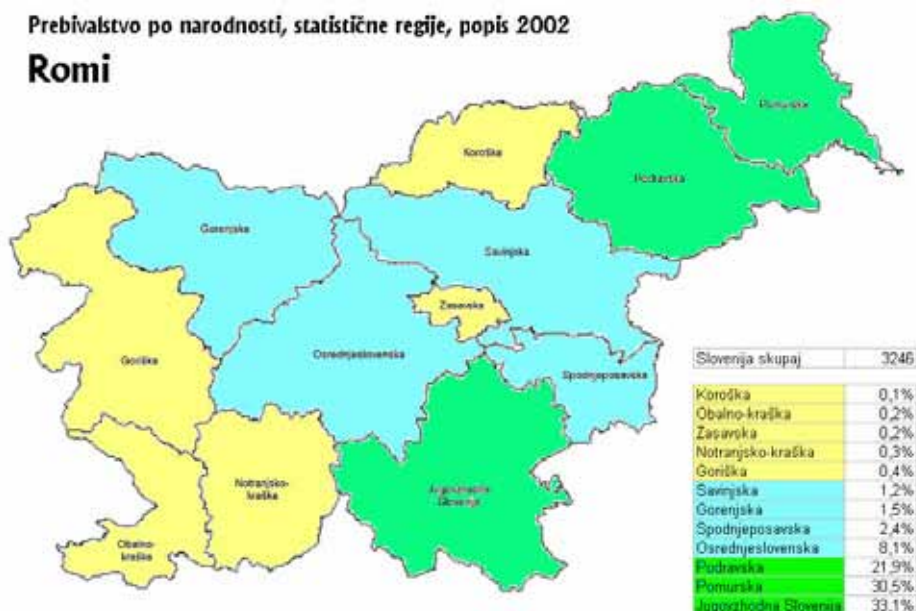 Prebivalstvo po narodnosti, statistične regije, popis 2002
Romi
Pomurska
Koroška
Podravska
Gorenjska
Savinjska
Zasavska
Osrednjeslovenska
Goriška
Spodnjeposavska
Notranjsko-
kraška
Jugovzhodna
Slovenija
Obalno-
kraška
Slovenija skupaj 3246
Koroška 0,1%
Obalno-kraška 0,2%
Zasavska 0,2%
Notranjsko-kraška 0,3%
Goriška 0,4%
Savinjska 1,2%
Gorenjska 1,5%
Spodnjeposavska 2,4%
Osrednjeslovenska 8,1%
Podravska 21,9%
Pomurska 30,5%
Jugovzhodna Slovenija 33,1%